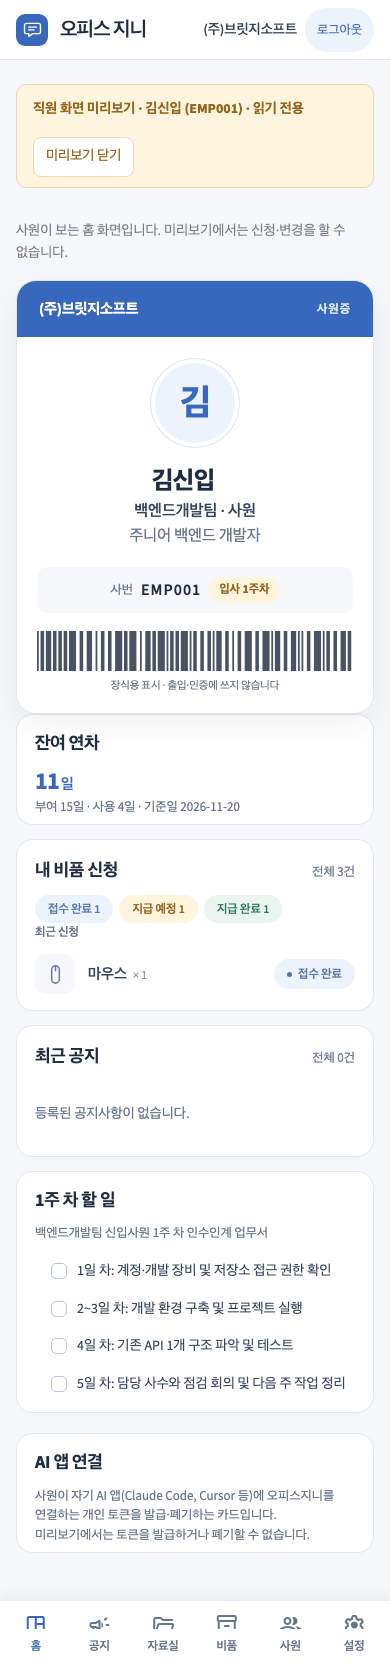 오피스 지니
(주)브릿지소프트
로그아웃
직원 화면 미리보기 · 김신입 (EMP001) · 읽기 전용
미리보기 닫기
사원이 보는 홈 화면입니다. 미리보기에서는 신청·변경을 할 수
없습니다.
(주)브릿지소프트
사원증
김
김신입
백엔드개발팀 · 사원
주니어 백엔드 개발자
사번 EMP001 입사 1주차
장식용 표시 · 출입·인증에 쓰지 않습니다
잔여 연차
11일
부여 15일 · 사용 4일 · 기준일 2026-11-20
내 비품 신청
전체 3건
접수 완료 1 지급 예정 1 지급 완료 1
최근 신청
마우스 × 1
접수 완료
최근 공지
전체 0건
등록된 공지사항이 없습니다.
1주 차 할 일
백엔드개발팀 신입사원 1주 차 인수인계 업무서
1일 차: 계정·개발 장비 및 저장소 접근 권한 확인
2~3일 차: 개발 환경 구축 및 프로젝트 실행
4일 차: 기존 API 1개 구조 파악 및 테스트
5일 차: 담당 사수와 점검 회의 및 다음 주 작업 정리
AI 앱 연결
사원이 자기 AI 앱(Claude Code, Cursor 등)에 오피스지니를
연결하는 개인 토큰을 발급·폐기하는 카드입니다.
미리보기에서는 토큰을 발급하거나 폐기할 수 없습니다.
홈 공지 자료실 비품 사원 설정